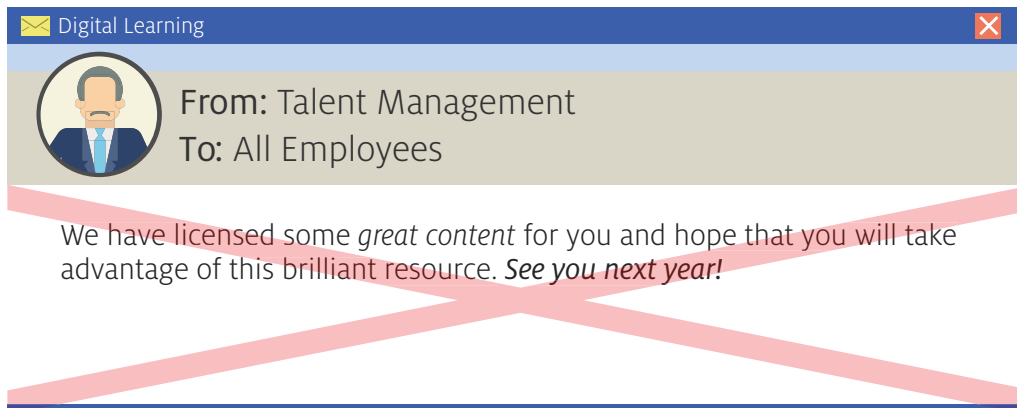 Digital Learning
From: Talent Management
To: All Employees
We have licensed some great content for you and hope that you will take
advantage of this brilliant resource. See you next year!